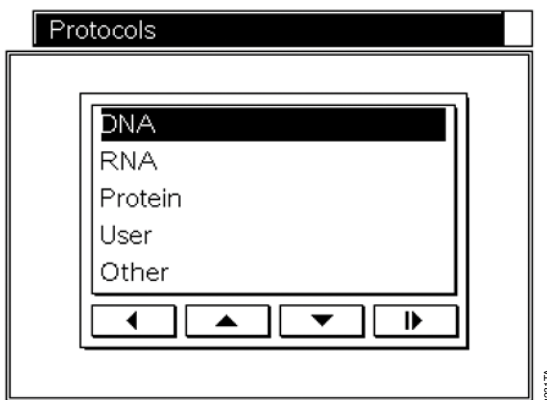 Protocols
DNA
RNA
Protein
User
Other